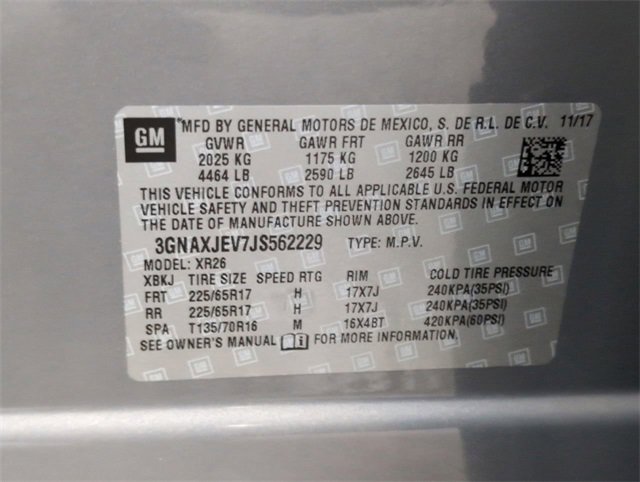 GM
*MFD BY GENERAL MOTORS DE MEXICO, S. DE R.L. DE C.V. 11/17
GVWR GAWR FRT GAWR RR
2025 KG 1175 KG 1200 KG
4464 LB 2590 LB 2645 LB
THIS VEHICLE CONFORMS TO ALL APPLICABLE U.S. FEDERAL MOTOR
VEHICLE SAFETY AND THEFT PREVENTION STANDARDS IN EFFECT ON
THE DATE OF MANUFACTURE SHOWN ABOVE.
3GNAXJEV7JS562229 TYPE: M.P.V.
MODEL: XR26
XBKJ TIRE SIZE SPEED RTG RIM COLD TIRE PRESSURE
FRT 225/65R17 H 17X7J 240KPA(35PSI)
RR 225/65R17 H 17X7J 240KPA(35PSI)
SPA T135/70R16 M 16X4BT 420KPA(60PSI)
SEE OWNER'S MANUAL FOR MORE INFORMATION.